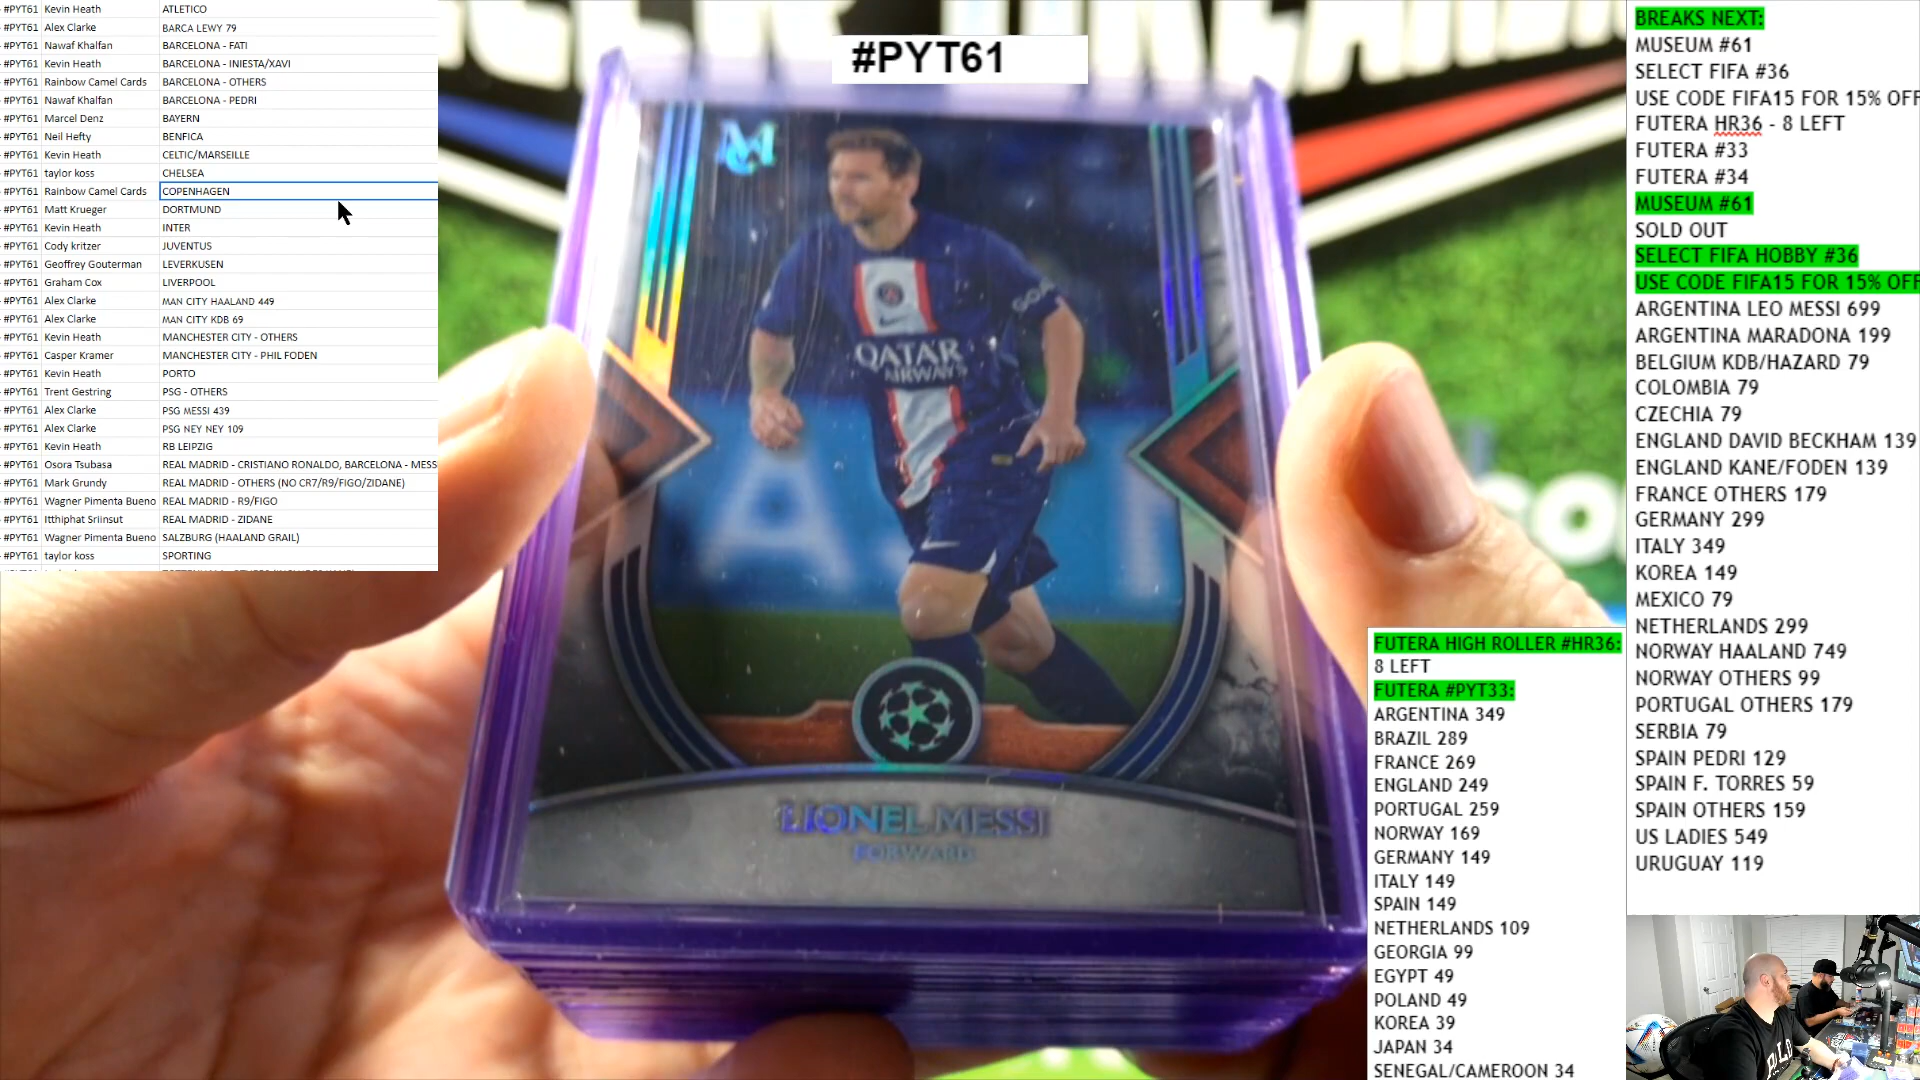 #PYT61 Kevin Heath ATLETICO
#PYT61 Alex Clarke BARCA LEWY 79
#PYT61 Nawaf Khalfan BARCELONA - FATI
#PYT61 Kevin Heath BARCELONA - INIESTA/XAVI
#PYT61 Rainbow Camel Cards BARCELONA - OTHERS
#PYT61 Nawaf Khalfan BARCELONA - PEDRI
#PYT61 Marcel Denz BAYERN
#PYT61 Neil Hefty BENFICA
#PYT61 Kevin Heath CELTIC/MARSEILLE
#PYT61 taylor koss CHELSEA
#PYT61 Rainbow Camel Cards COPENHAGEN
#PYT61 Matt Krueger DORTMUND
#PYT61 Kevin Heath INTER
#PYT61 Cody kritzer JUVENTUS
#PYT61 Geoffrey Gouterman LEVERKUSEN
#PYT61 Graham Cox LIVERPOOL
#PYT61 Alex Clarke MAN CITY HAALAND 449
#PYT61 Alex Clarke MAN CITY KDB 69
#PYT61 Kevin Heath MANCHESTER CITY - OTHERS
#PYT61 Casper Kramer MANCHESTER CITY - PHIL FODEN
#PYT61 Kevin Heath PORTO
#PYT61 Trent Gestring PSG - OTHERS
#PYT61 Alex Clarke PSG MESSI 439
#PYT61 Alex Clarke PSG NEY NEY 109
#PYT61 Kevin Heath RB LEIPZIG
#PYT61 Osora Tsubasa REAL MADRID - CRISTIANO RONALDO, BARCELONA - MESS
#PYT61 Mark Grundy REAL MADRID - OTHERS (NO CR7/R9/FIGO/ZIDANE)
#PYT61 Wagner Pimenta Bueno REAL MADRID - R9/FIGO
#PYT61 Itthiphat Sriinsut REAL MADRID - ZIDANE
#PYT61 Wagner Pimenta Bueno SALZBURG (HAALAND GRAIL)
#PYT61 taylor koss SPORTING
#PYT61
MC
GOA
QATAR
AIRWAYS
LIONEL MESSI
FORWARD
BREAKS NEXT:
MUSEUM #61
SELECT FIFA #36
USE CODE FIFA15 FOR 15% OFF
FUTERA HR36 - 8 LEFT
FUTERA #33
FUTERA #34
MUSEUM #61
SOLD OUT
SELECT FIFA HOBBY #36
USE CODE FIFA15 FOR 15% OFF
ARGENTINA LEO MESSI 699
ARGENTINA MARADONA 199
BELGIUM KDB/HAZARD 79
COLOMBIA 79
CZECHIA 79
ENGLAND DAVID BECKHAM 139
ENGLAND KANE/FODEN 139
FRANCE OTHERS 179
GERMANY 299
ITALY 349
KOREA 149
MEXICO 79
NETHERLANDS 299
NORWAY HAALAND 749
NORWAY OTHERS 99
PORTUGAL OTHERS 179
SERBIA 79
SPAIN PEDRI 129
SPAIN F. TORRES 59
SPAIN OTHERS 159
US LADIES 549
URUGUAY 119
FUTERA HIGH ROLLER #HR36:
8 LEFT
FUTERA #PYT33:
ARGENTINA 349
BRAZIL 289
FRANCE 269
ENGLAND 249
PORTUGAL 259
NORWAY 169
GERMANY 149
ITALY 149
SPAIN 149
NETHERLANDS 109
GEORGIA 99
EGYPT 49
POLAND 49
KOREA 39
JAPAN 34
SENEGAL/CAMEROON 34